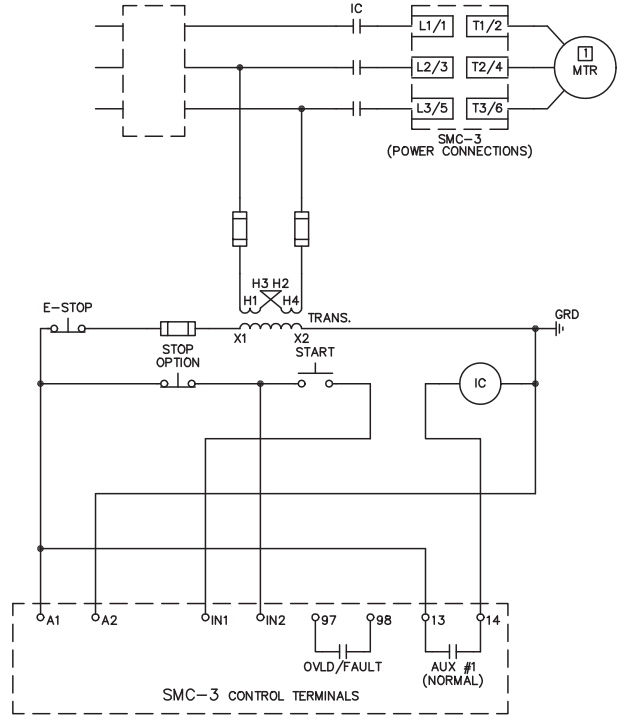 IC
L1/1 T1/2
1
L2/3 T2/4 MTR
L3/5 T3/6
SMC-3
(POWER CONNECTIONS)
H3 H2
H1 H4
E-STOP
TRANS.
GRD
X1 X2
STOP
OPTION
START
IC
A1 A2 IN1 IN2 97 98 13 14
OVLD/FAULT
AUX #1
(NORMAL)
SMC-3 CONTROL TERMINALS